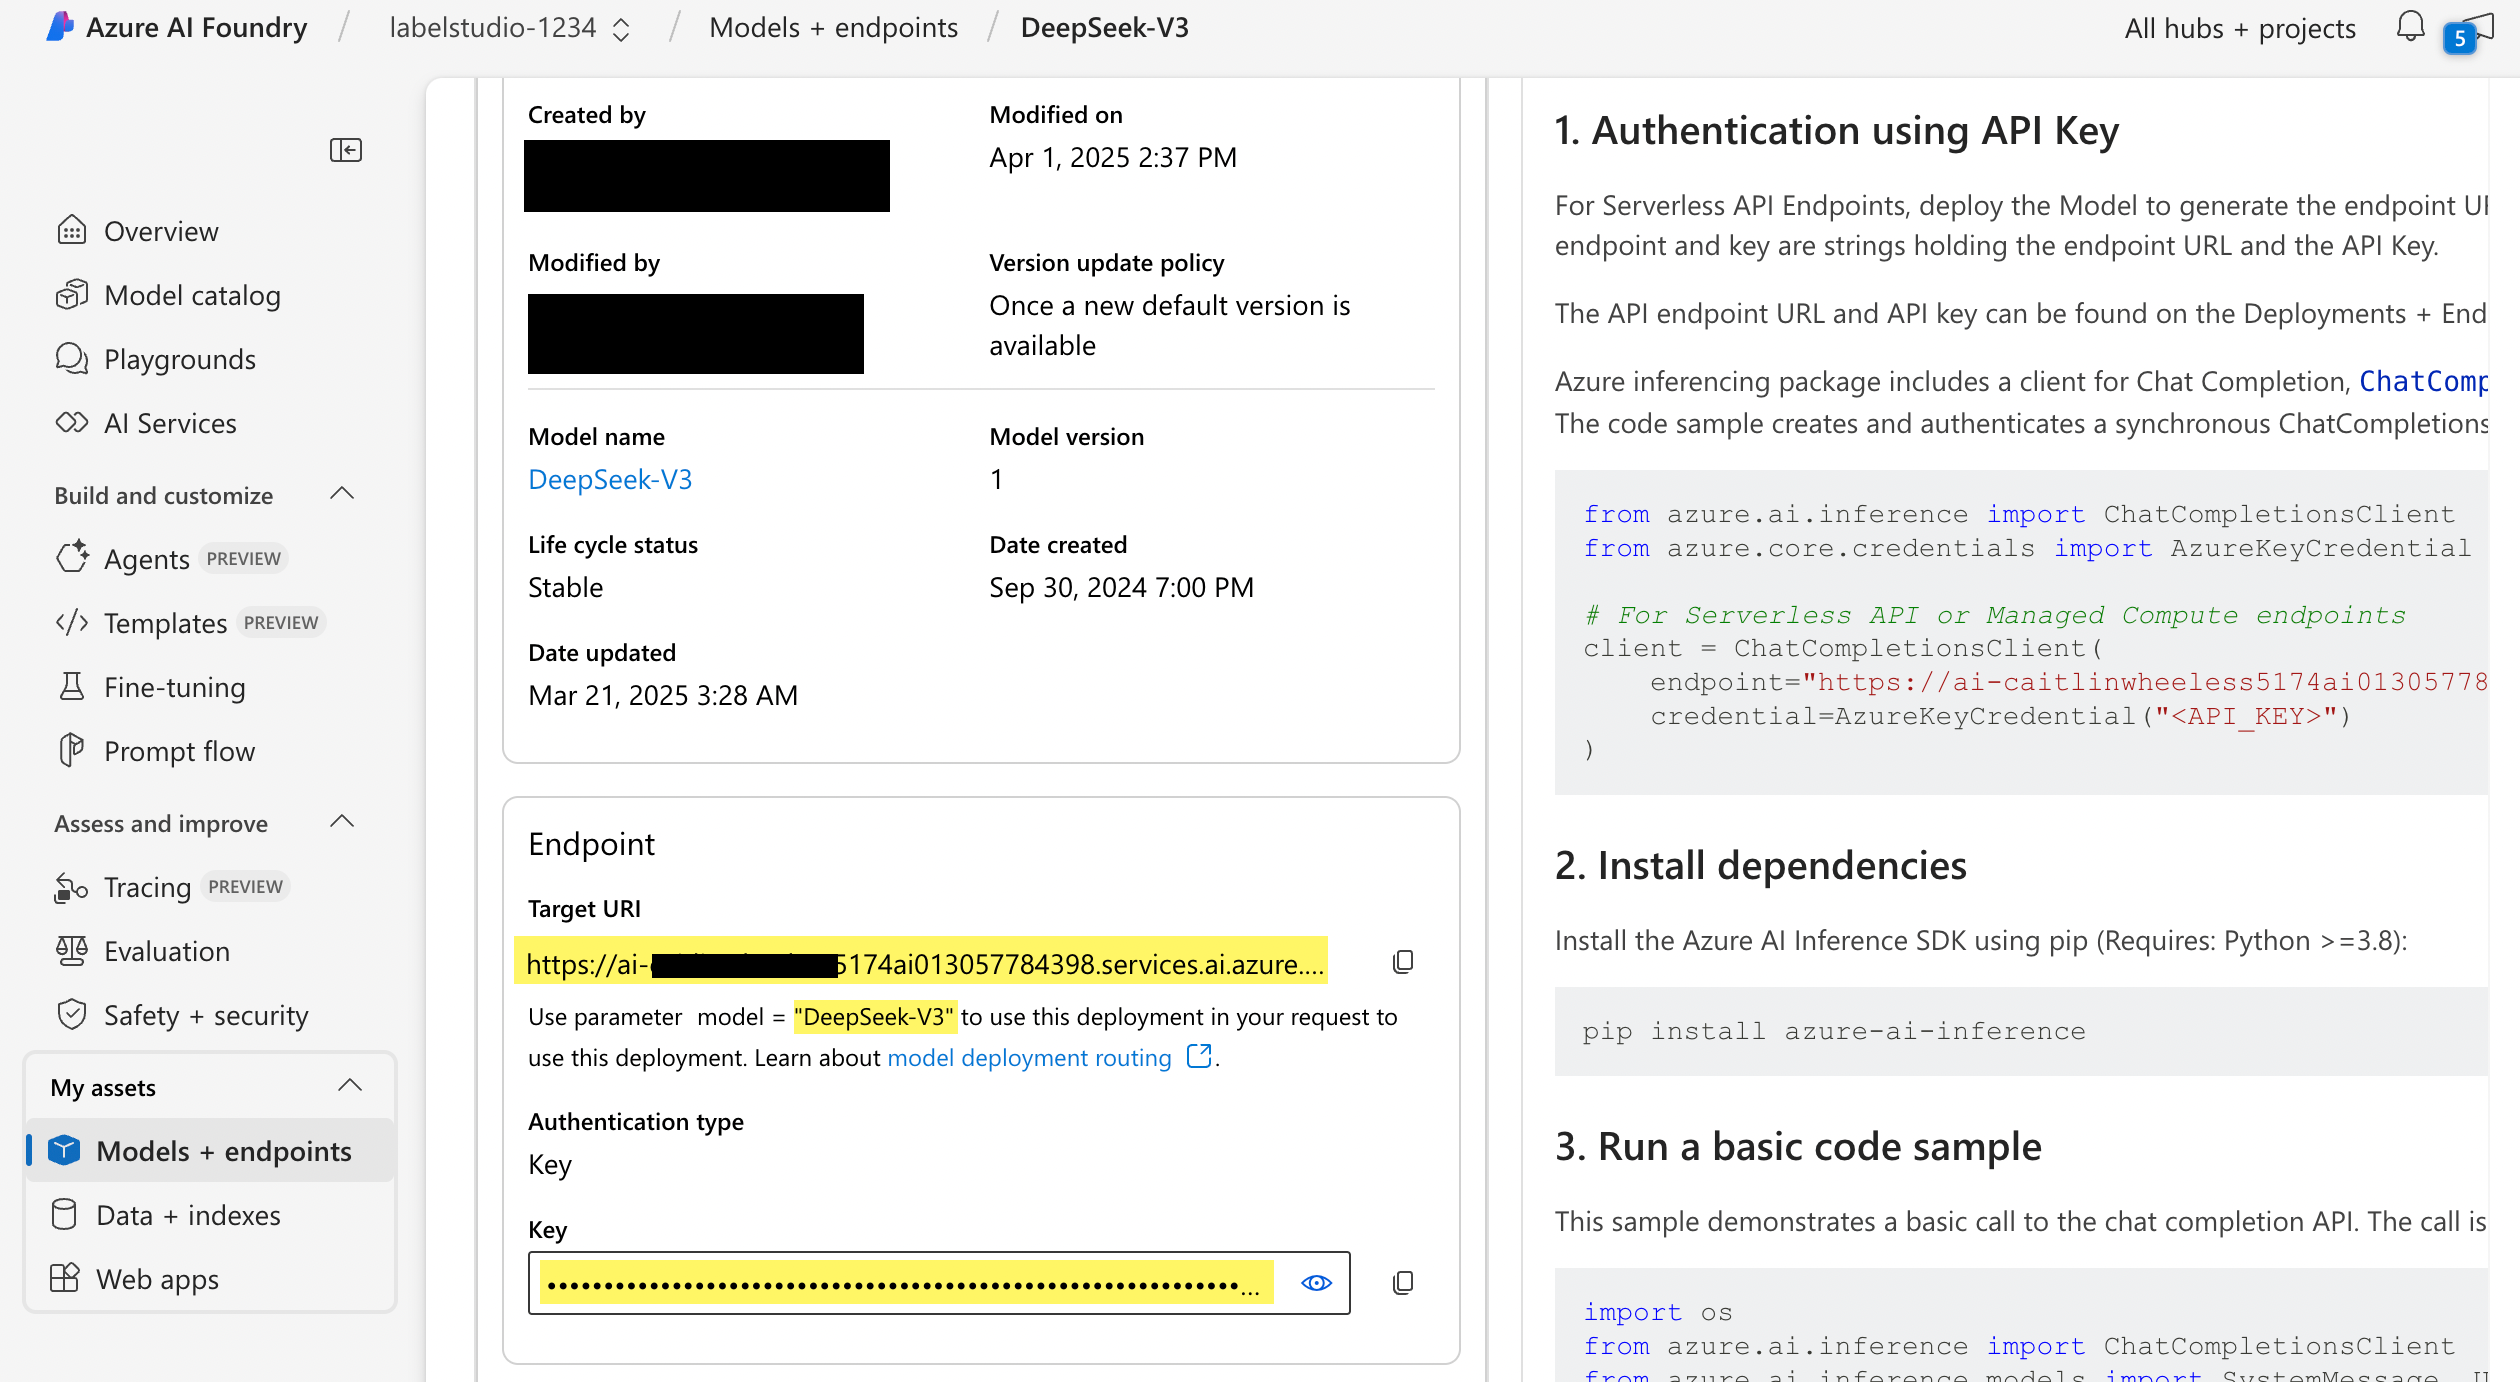 Azure AI Foundry / labelstudio-1234 / Models + endpoints / DeepSeek-V3
All hubs + projects
5
Overview
Model catalog
Playgrounds
AI Services
Build and customize
Agents PREVIEW
Templates PREVIEW
Fine-tuning
Prompt flow
Assess and improve
Tracing PREVIEW
Evaluation
Safety + security
My assets
Models + endpoints
Data + indexes
Web apps
Created by
Modified on
Apr 1, 2025 2:37 PM
Modified by
Version update policy
Once a new default version is
available
Model name
DeepSeek-V3
Model version
1
Life cycle status
Stable
Date created
Sep 30, 2024 7:00 PM
Date updated
Mar 21, 2025 3:28 AM
Endpoint
Target URI
https://ai- 5174ai013057784398.services.ai.azure....
Use parameter model = "DeepSeek-V3" to use this deployment in your request to
use this deployment. Learn about model deployment routing .
Authentication type
Key
Key
1. Authentication using API Key
For Serverless API Endpoints, deploy the Model to generate the endpoint
endpoint and key are strings holding the endpoint URL and the API Key.
The API endpoint URL and API key can be found on the Deployments + End
Azure inferencing package includes a client for Chat Completion, ChatComp
The code sample creates and authenticates a synchronous ChatCompletions
from azure.ai.inference import ChatCompletionsClient
from azure.core.credentials import AzureKeyCredential
# For Serverless API or Managed Compute endpoints
client = ChatCompletionsClient(
endpoint="https://ai-caitlinwheeless5174ai01305778
credential=AzureKeyCredential("<API_KEY>")
)
2. Install dependencies
Install the Azure AI Inference SDK using pip (Requires: Python >=3.8):
pip install azure-ai-inference
3. Run a basic code sample
This sample demonstrates a basic call to the chat completion API. The call is
import os
from azure.ai.inference import ChatCompletionsClient
from azure.ai.inference.models import SystemMessage,